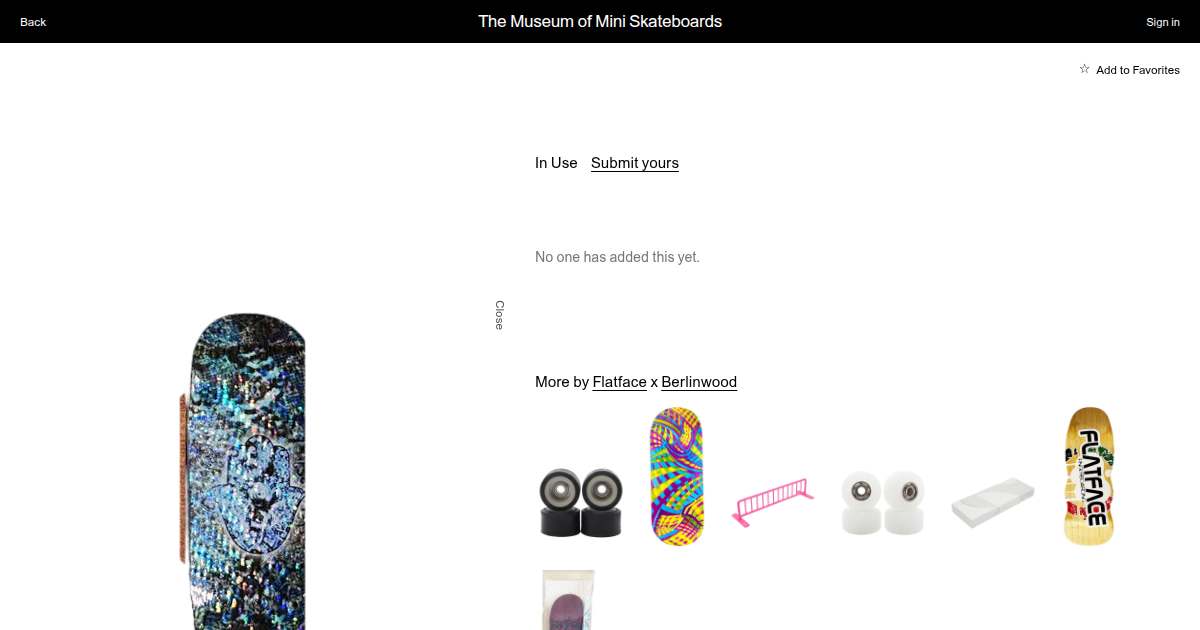 Back
The Museum of Mini Skateboards
Sign in
☆ Add to Favorites
In Use Submit yours
No one has added this yet.
Close
More by Flatface x Berlinwood
FLATFACE